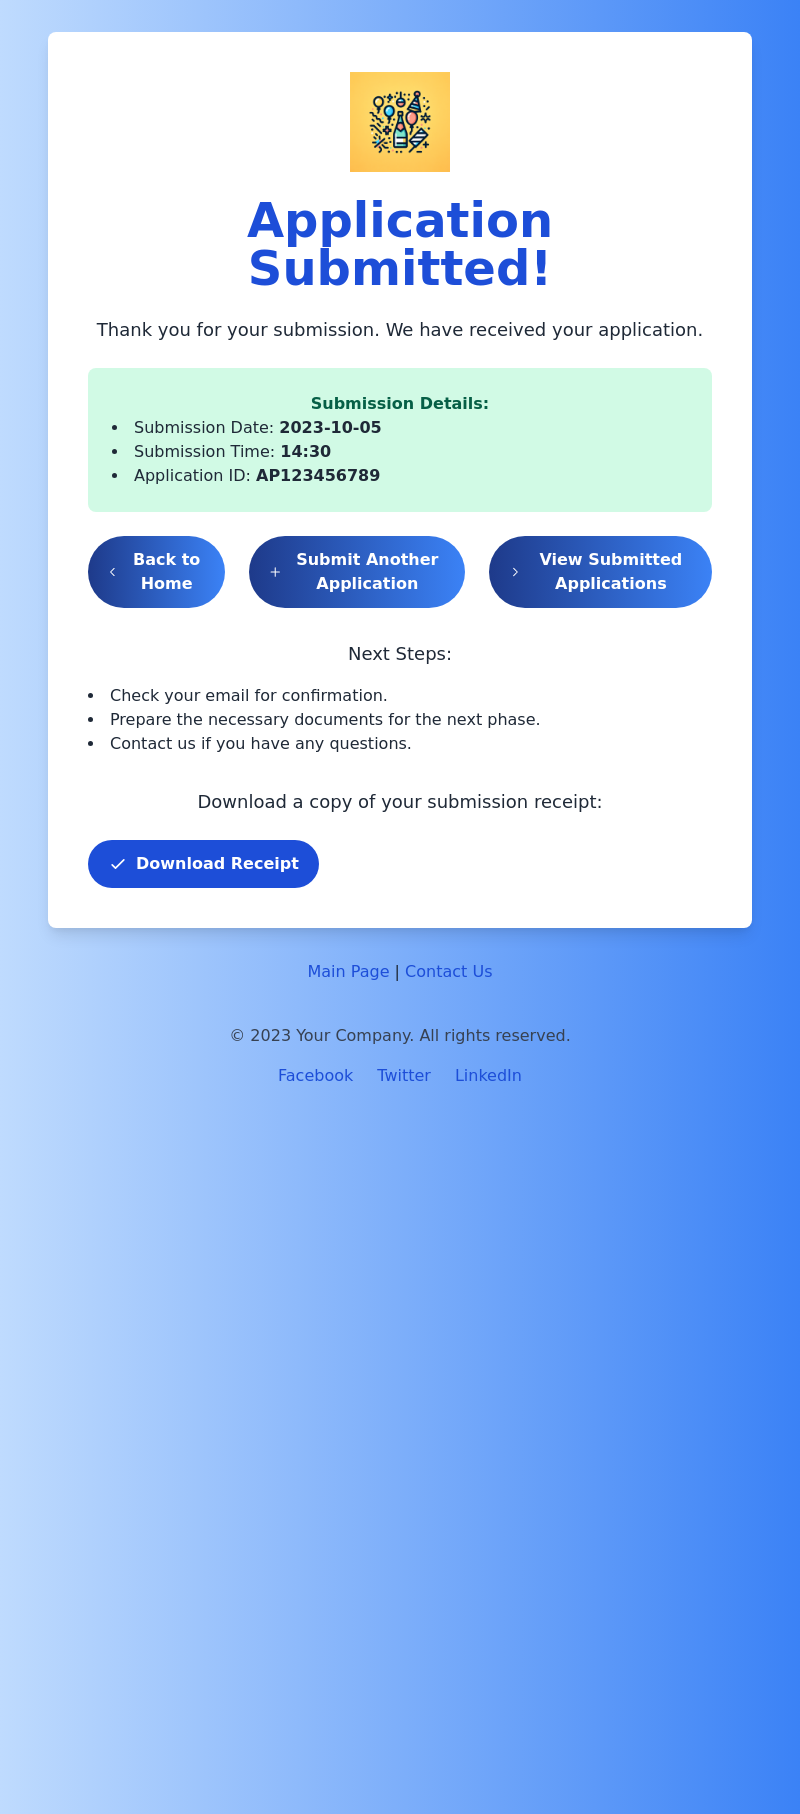 Application
Submitted!
Thank you for your submission. We have received your application.
Submission Details:
Submission Date: 2023-10-05
Submission Time: 14:30
Application ID: AP123456789
Back to
Home
Submit Another
Application
View Submitted
Applications
Next Steps:
Check your email for confirmation.
Prepare the necessary documents for the next phase.
Contact us if you have any questions.
Download a copy of your submission receipt:
Download Receipt
Main Page | Contact Us
© 2023 Your Company. All rights reserved.
Facebook Twitter LinkedIn